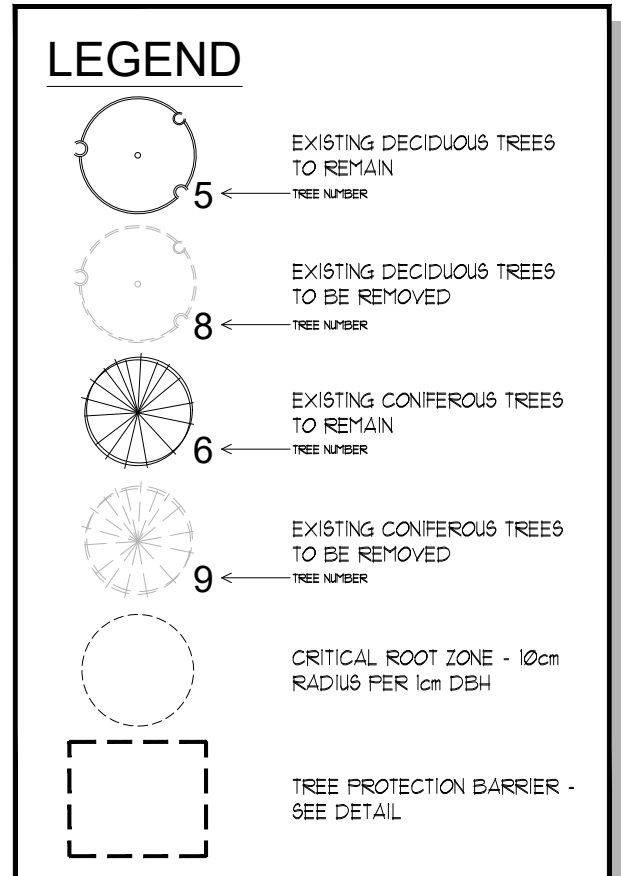 LEGEND
EXISTING DECIDUOUS TREES
TO REMAIN
5 TREE NUMBER
EXISTING DECIDUOUS TREES
TO BE REMOVED
8 TREE NUMBER
EXISTING CONIFEROUS TREES
TO REMAIN
6 TREE NUMBER
EXISTING CONIFEROUS TREES
TO BE REMOVED
9 TREE NUMBER
CRITICAL ROOT ZONE - 10cm
RADIUS PER 1cm DBH
TREE PROTECTION BARRIER -
SEE DETAIL